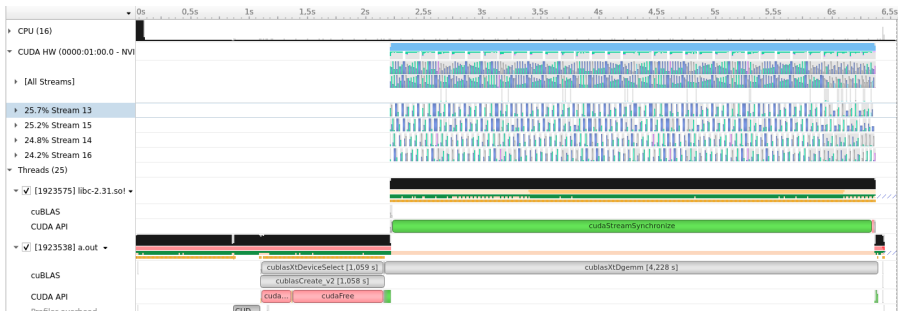 0s 0,5s 1s 1,5s 2s 2,5s 3s 3,5s 4s 4,5s 5s 5,5s 6s 6,5s
CPU (16)
CUDA HW (0000:01:00.0 - NVI
[All Streams]
25.7% Stream 13
25.2% Stream 15
24.8% Stream 14
24.2% Stream 16
Threads (25)
[1923575] libc-2.31.so!
cuBLAS
CUDA API
cudaStreamSynchronize
[1923538] a.out
cublasXtDeviceSelect [1,059 s] cublasXtDgemm [4,228 s]
cuBLAS
cublasCreate_v2 [1,058 s]
CUDA API cuda... cudaFree
Profiler overhead